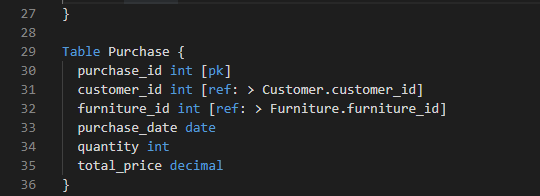 27 }
28
29 Table Purchase {
30 purchase_id int [pk]
31 customer_id int [ref: > Customer.customer_id]
32 furniture_id int [ref: > Furniture.furniture_id]
33 purchase_date date
34 quantity int
35 total_price decimal
36 }